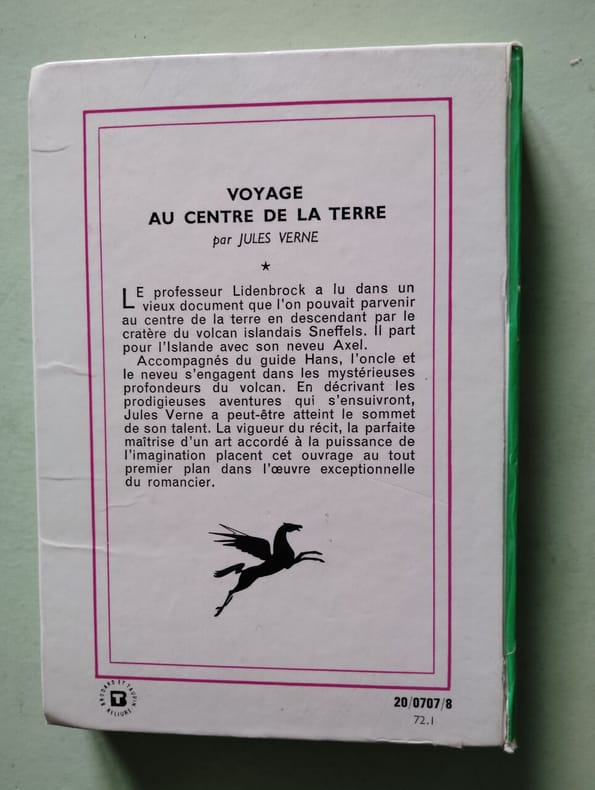 VOYAGE
AU CENTRE DE LA TERRE
par JULES VERNE
*
LE professeur Lidenbrock a lu dans un
vieux document que l'on pouvait parvenir
au centre de la terre en descendant par le
cratère du volcan islandais Sneffels. Il part
pour l'Islande avec son neveu Axel.
Accompagnés du guide Hans, l'oncle et
le neveu s'engagent dans les mystérieuses
profondeurs du volcan. En décrivant les
prodigieuses aventures qui s'ensuivront,
Jules Verne a peut-être atteint le sommet
de son talent. La vigueur du récit, la parfaite
maîtrise d'un art accordé à la puissance de
l'imagination placent cet ouvrage au tout
premier plan dans l'œuvre exceptionnelle
du romancier.
BRODARD ET TAUPIN
RELIURE
20/0707/8
72.1